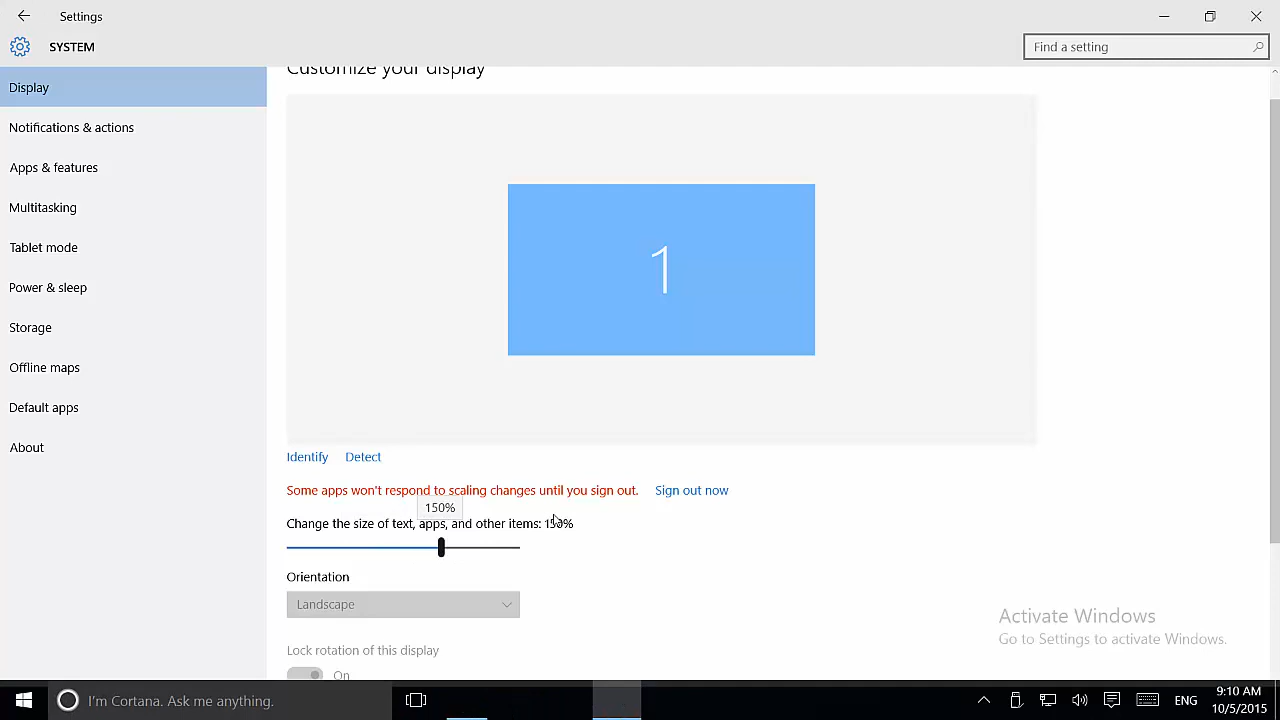 Settings
SYSTEM
Find a setting
Display
Notifications & actions
Apps & features
Multitasking
Tablet mode
Power & sleep
Storage
Offline maps
Default apps
About
Customize your display
1
Identify Detect
Some apps won't respond to scaling changes until you sign out. Sign out now
150%
Change the size of text, apps, and other items: 150%
Orientation
Landscape
Lock rotation of this display
On
Activate Windows
Go to Settings to activate Windows.
I'm Cortana. Ask me anything.
ENG
9:10 AM
10/5/2015